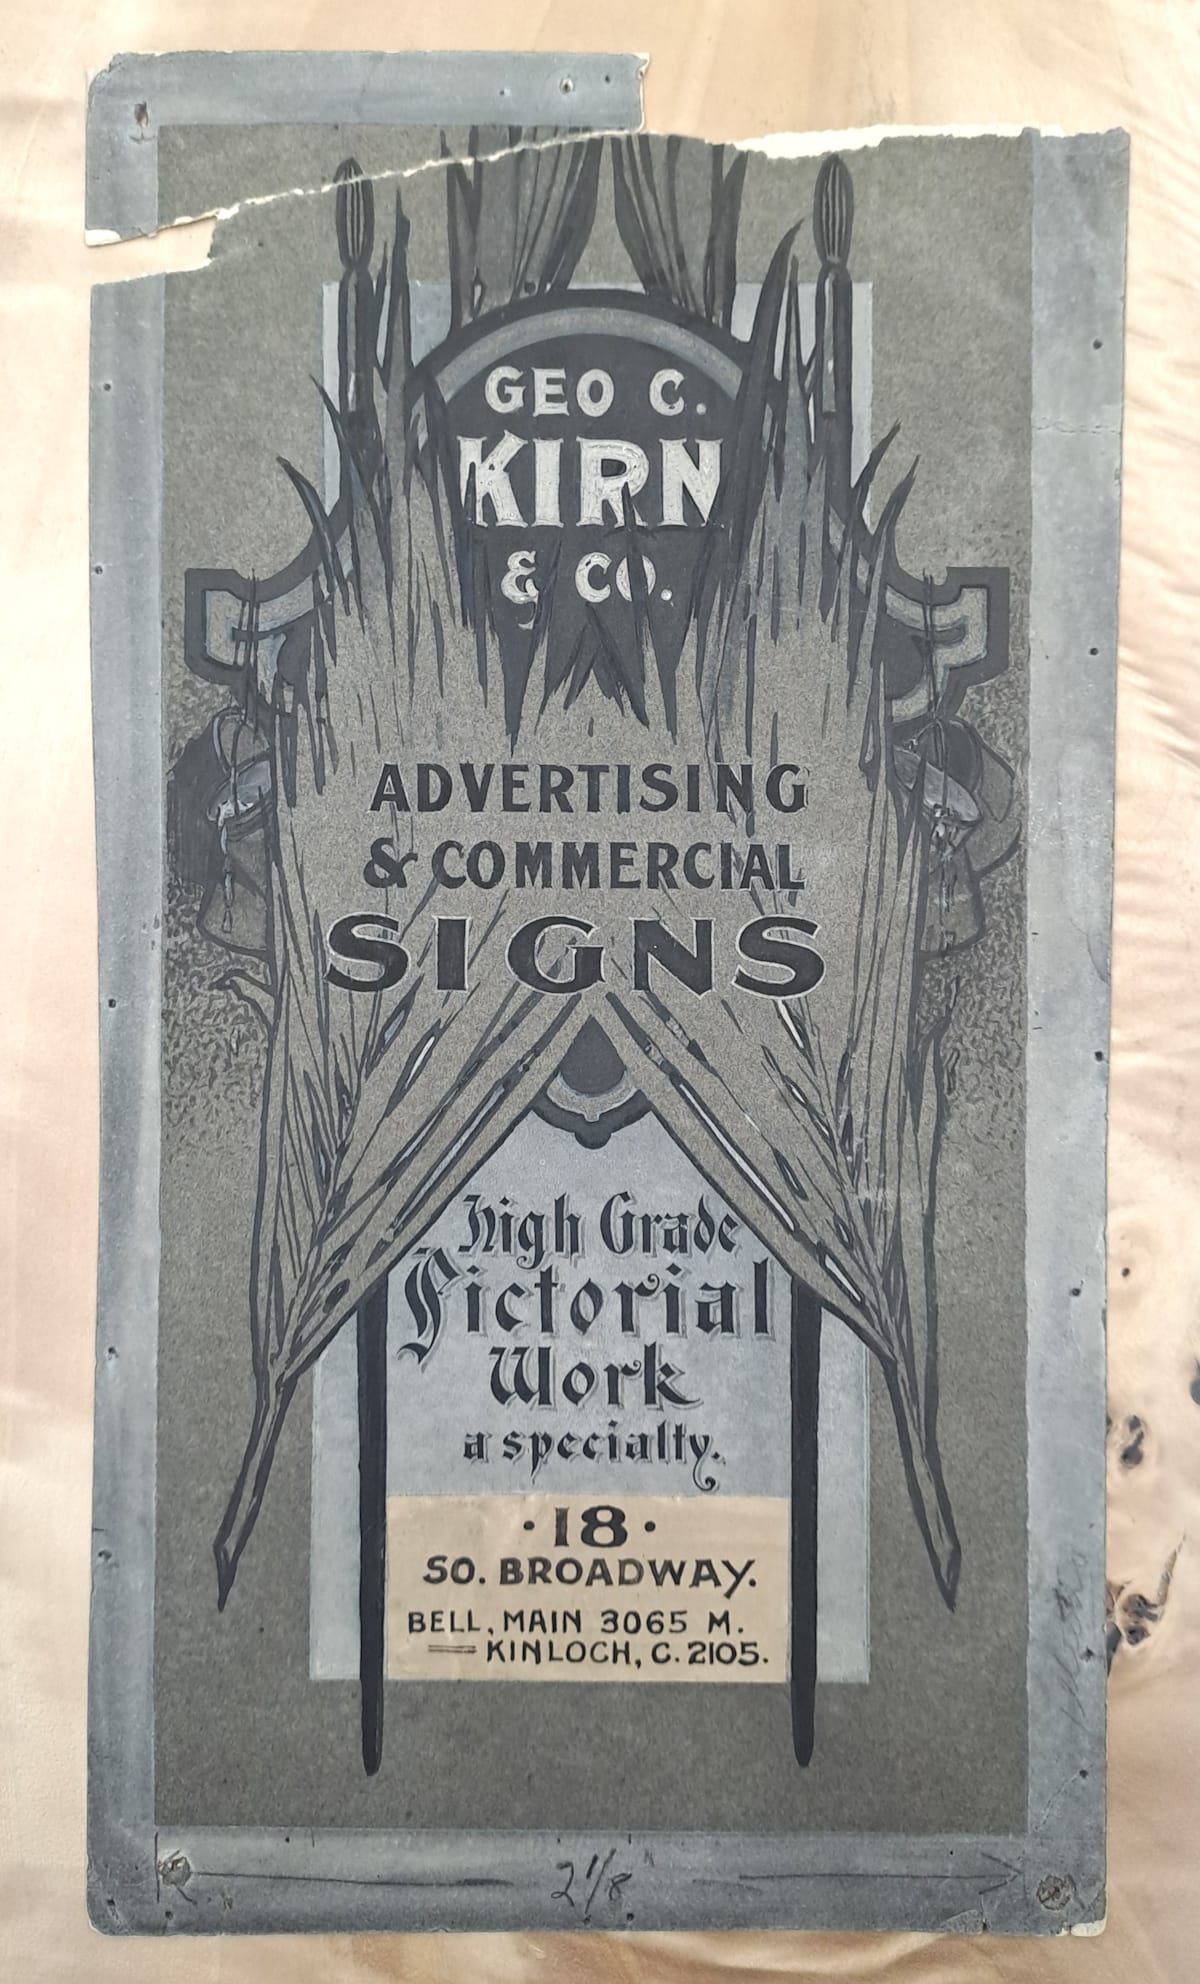 GEO C.
KIRN
& CO.
ADVERTISING
& COMMERCIAL
SIGNS
High Grade
Pictorial
Work
a specialty.
·18·
SO. BROADWAY.
BELL, MAIN 3065 M.
KINLOCH, C. 2105.
2 1/8"